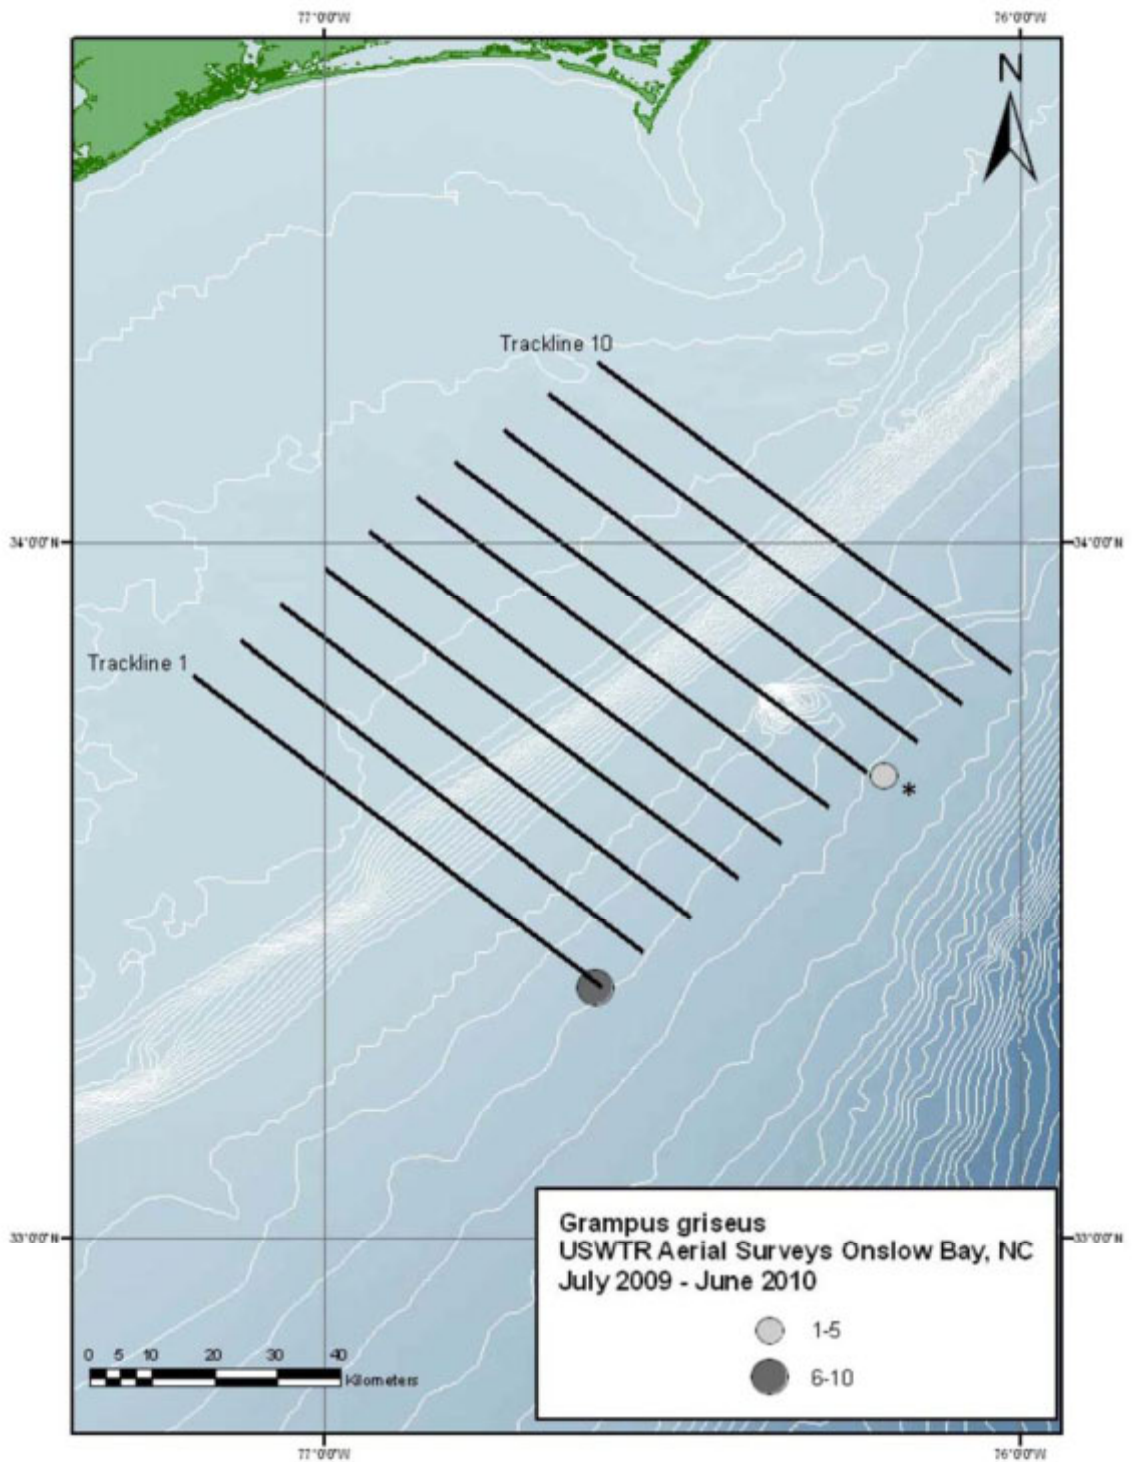 77°0'0"W 76°0'0"W
N
Trackline 10
34°0'0"N 34°0'0"N
Trackline 1
*
33°0'0"N 33°0'0"N
Grampus griseus
USWTR Aerial Surveys Onslow Bay, NC
July 2009 - June 2010
1-5
6-10
0 5 10 20 30 40
Kilometers
77°0'0"W 76°0'0"W